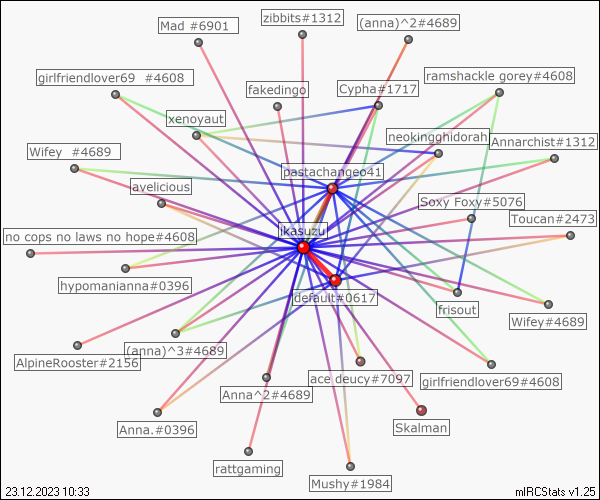 zibbits#1312
Mad #6901
(anna)^2#4689
girlfriendlover69 #4608
ramshackle gorey#4608
fakedingo
Cypha#1717
xenoyaut
neokingghidorah
Annarchist#1312
Wifey #4689
pastachangeo41
avelicious
Soxy Foxy#5076
Toucan#2473
ikasuzu
no cops no laws no hope#4608
hypomanianna#0396
default#0617
frisout
Wifey#4689
AlpineRooster#2156
(anna)^3#4689
ace deucy#7097
girlfriendlover69#4608
Anna^2#4689
Anna.#0396
Skalman
rattgaming
Mushy#1984
23.12.2023 10:33
mIRCStats v1.25